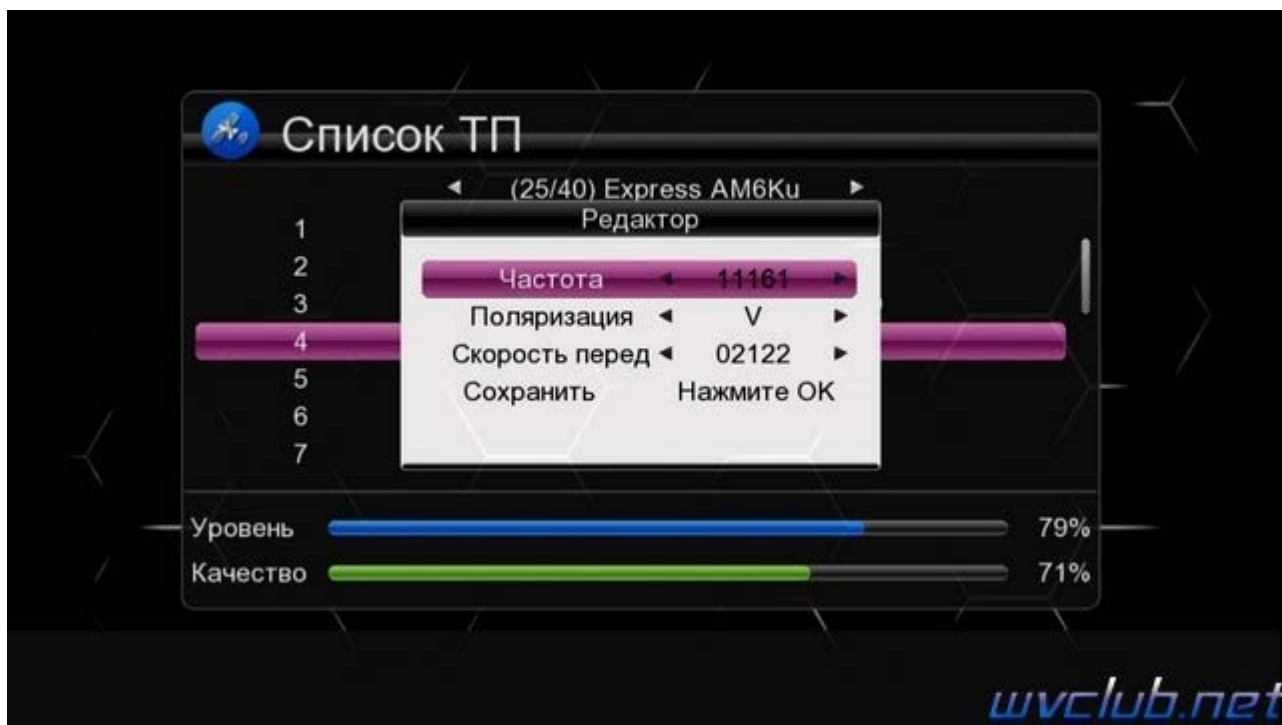 Список ТП
(25/40) Express AM6Ku
Редактор
1
2
3
4
5
6
7
Частота 11161
Поляризация V
Скорость перед 02122
Сохранить Нажмите OK
Уровень 79%
Качество 71%
wvclub.net